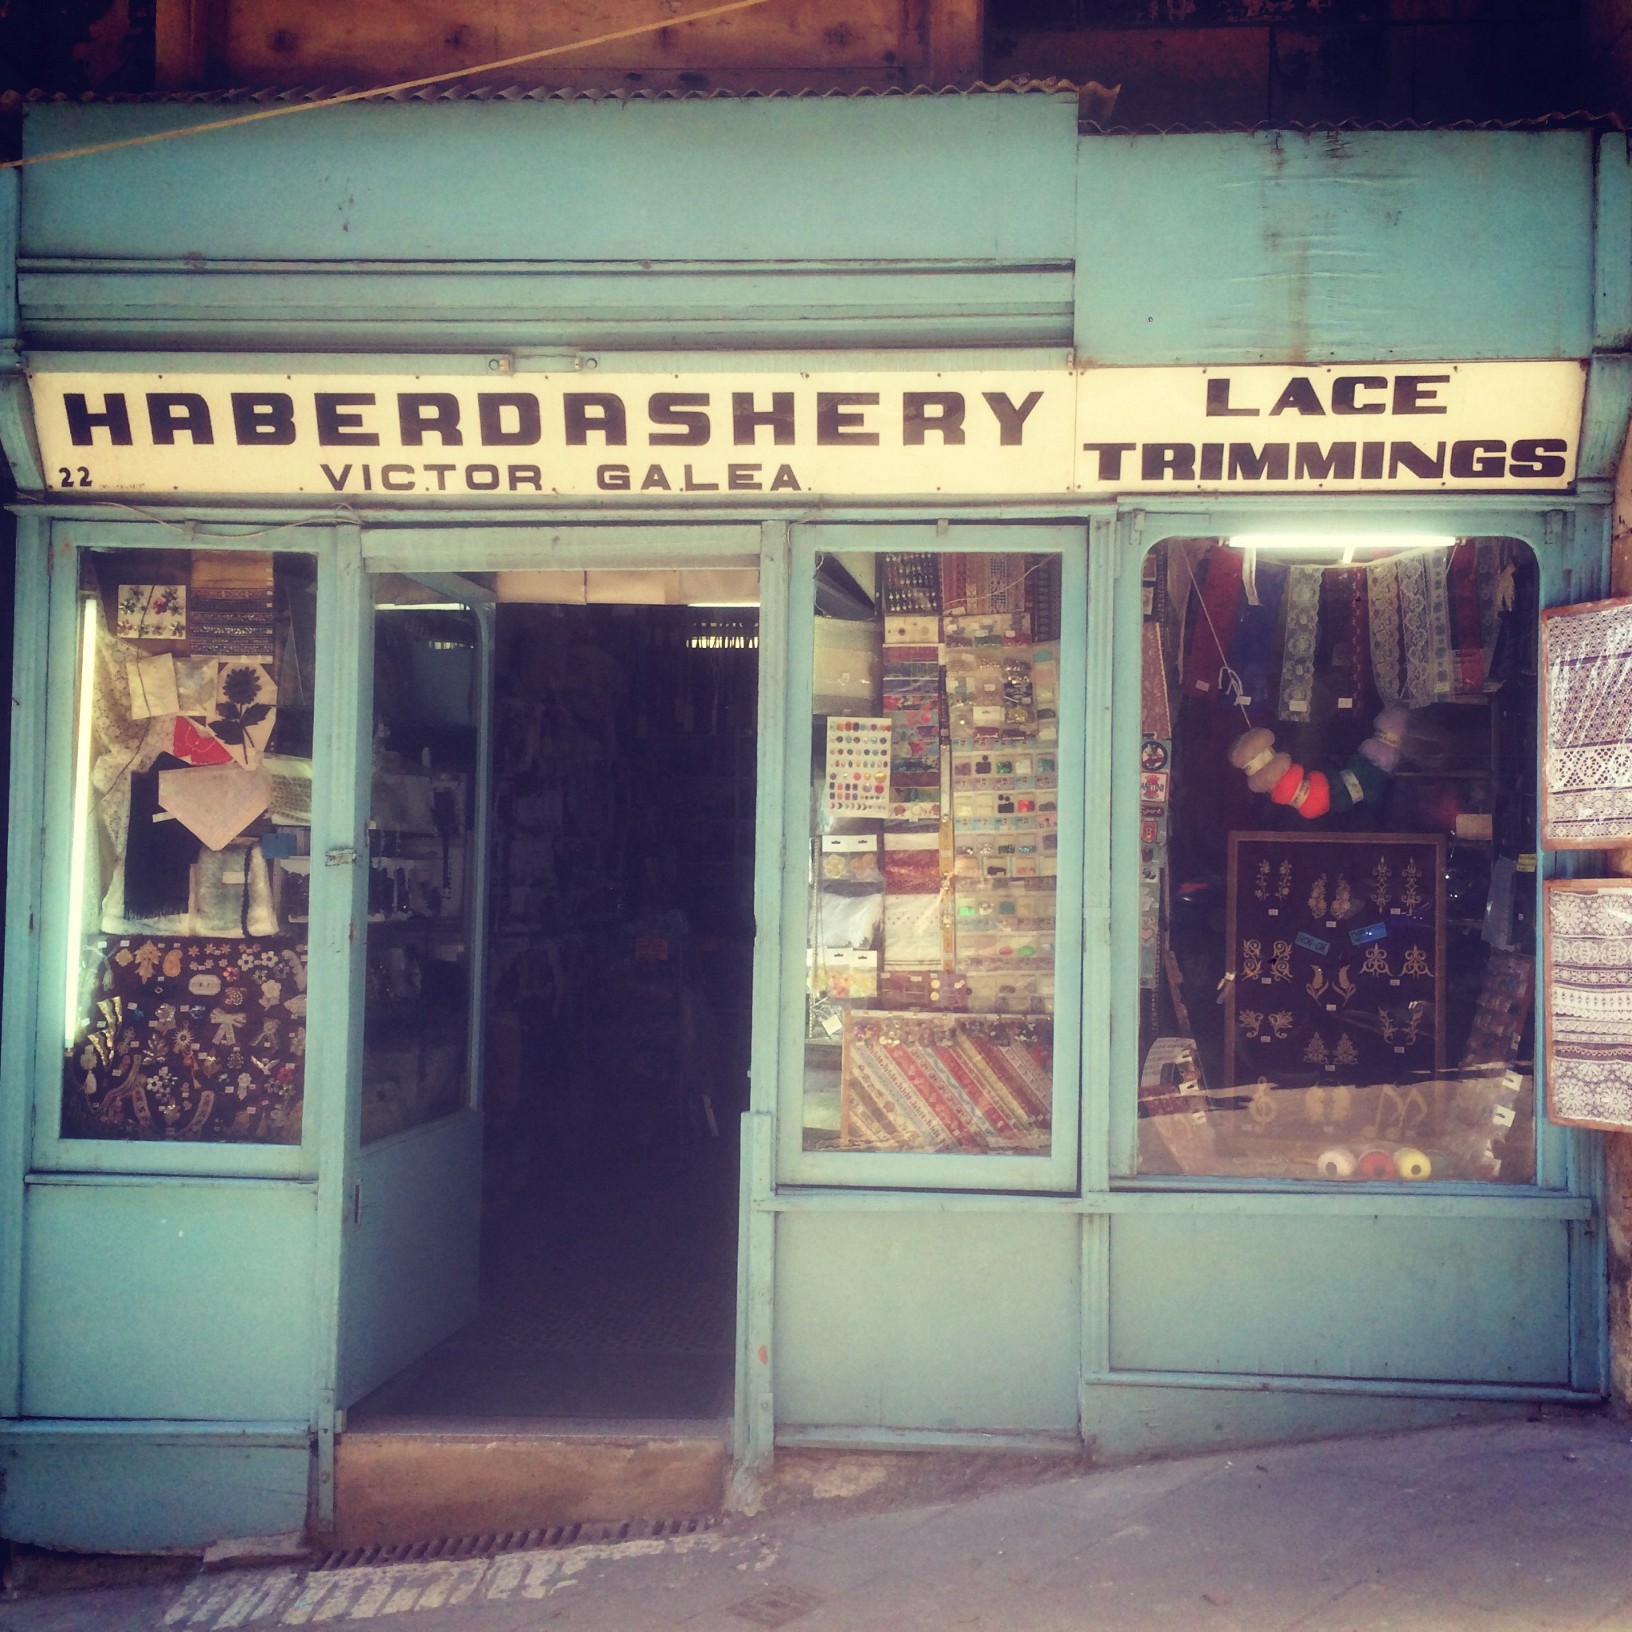 HABERDASHERY
22 VICTOR GALEA
LACE
TRIMMINGS